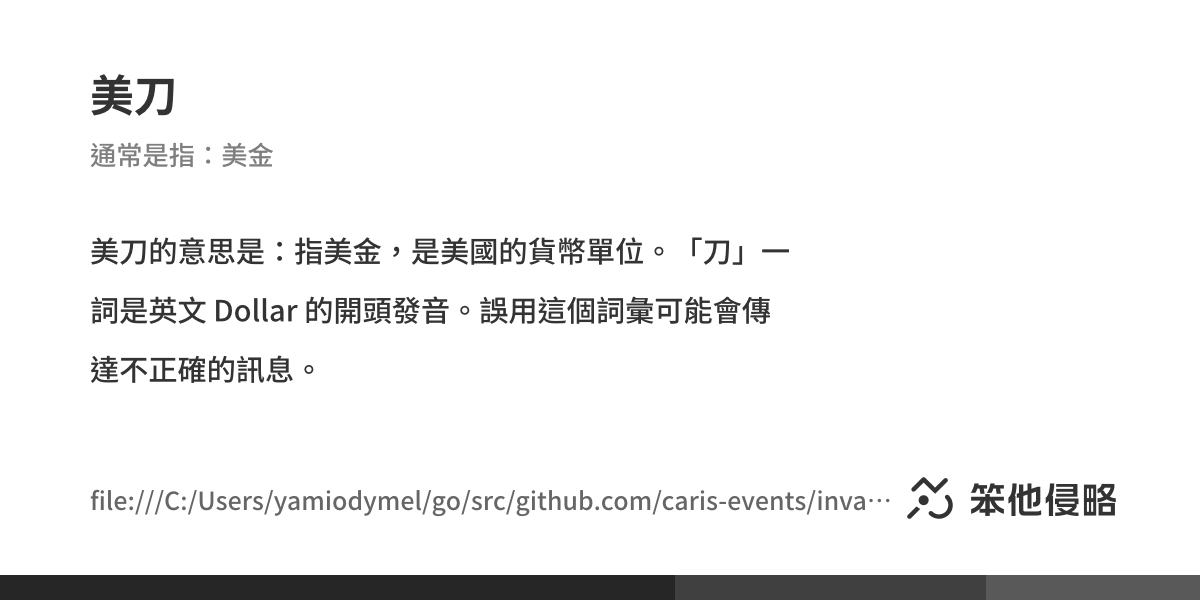 美刀
通常是指：美金
美刀的意思是：指美金，是美國的貨幣單位。「刀」一
詞是英文 Dollar 的開頭發音。誤用這個詞彙可能會傳
達不正確的訊息。
file:///C:/Users/yamiodymel/go/src/github.com/caris-events/inva⋯
笨他侵略